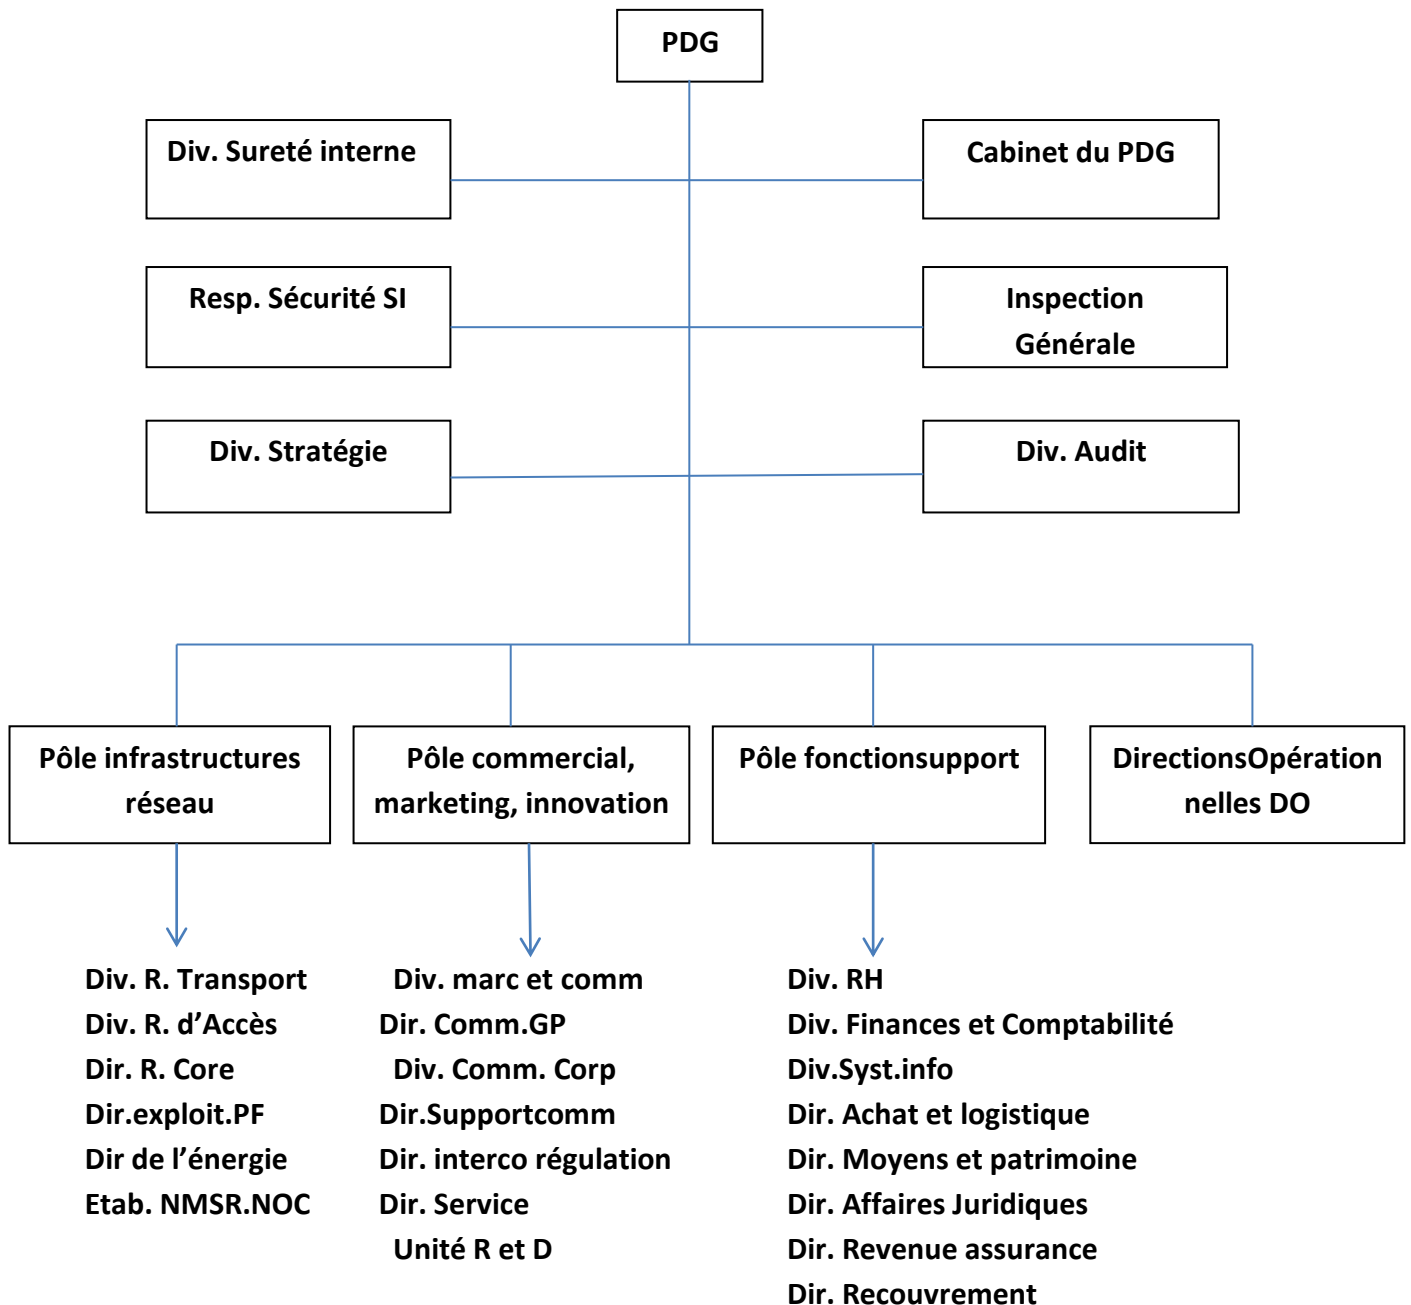 PDG
Div. Sureté interne
Cabinet du PDG
Resp. Sécurité SI
Inspection
Générale
Div. Stratégie
Div. Audit
Pôle infrastructures
réseau
Pôle commercial,
marketing, innovation
Pôle fonctionsupport
DirectionsOpération
nelles DO
Div. R. Transport
Div. R. d’Accès
Dir. R. Core
Dir.exploit.PF
Dir de l’énergie
Etab. NMSR.NOC
Div. marc et comm
Dir. Comm.GP
Div. Comm. Corp
Dir.Supportcomm
Dir. interco régulation
Dir. Service
Unité R et D
Div. RH
Div. Finances et Comptabilité
Div.Syst.info
Dir. Achat et logistique
Dir. Moyens et patrimoine
Dir. Affaires Juridiques
Dir. Revenue assurance
Dir. Recouvrement